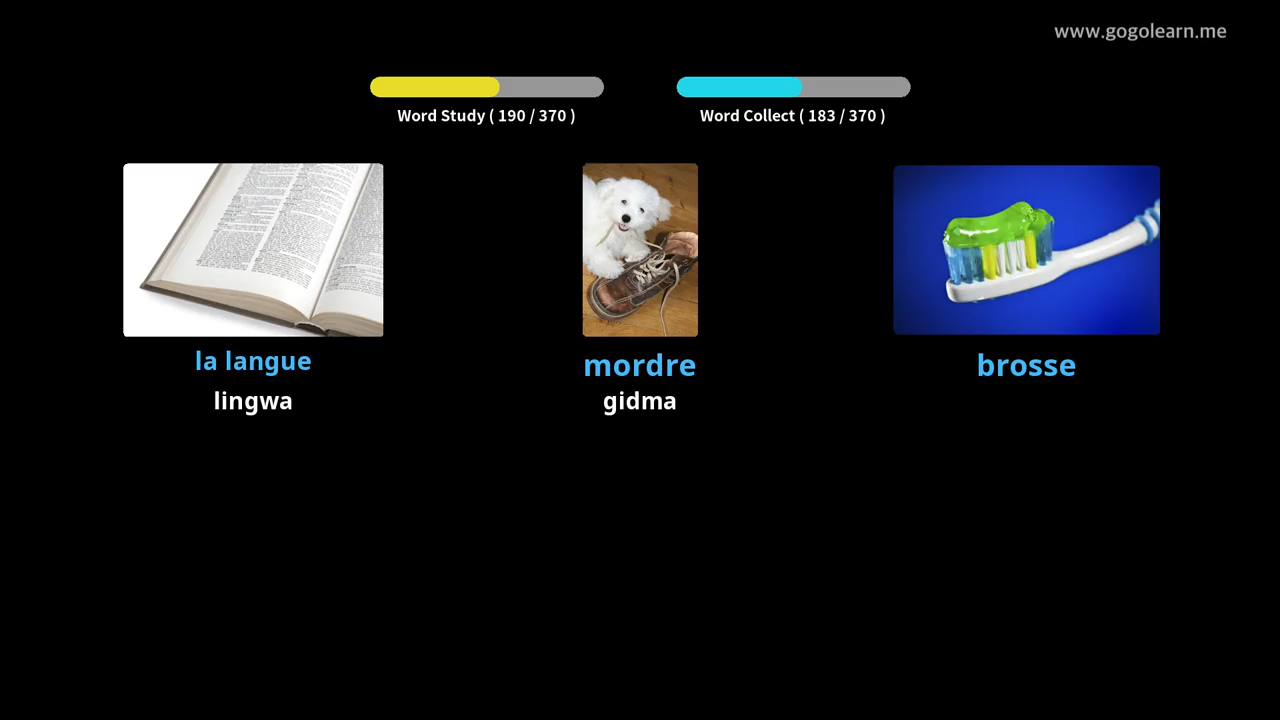 www.gogolearn.me
Word Study ( 190 / 370 )
Word Collect ( 183 / 370 )
la langue
mordre
brosse
lingwa
gidma